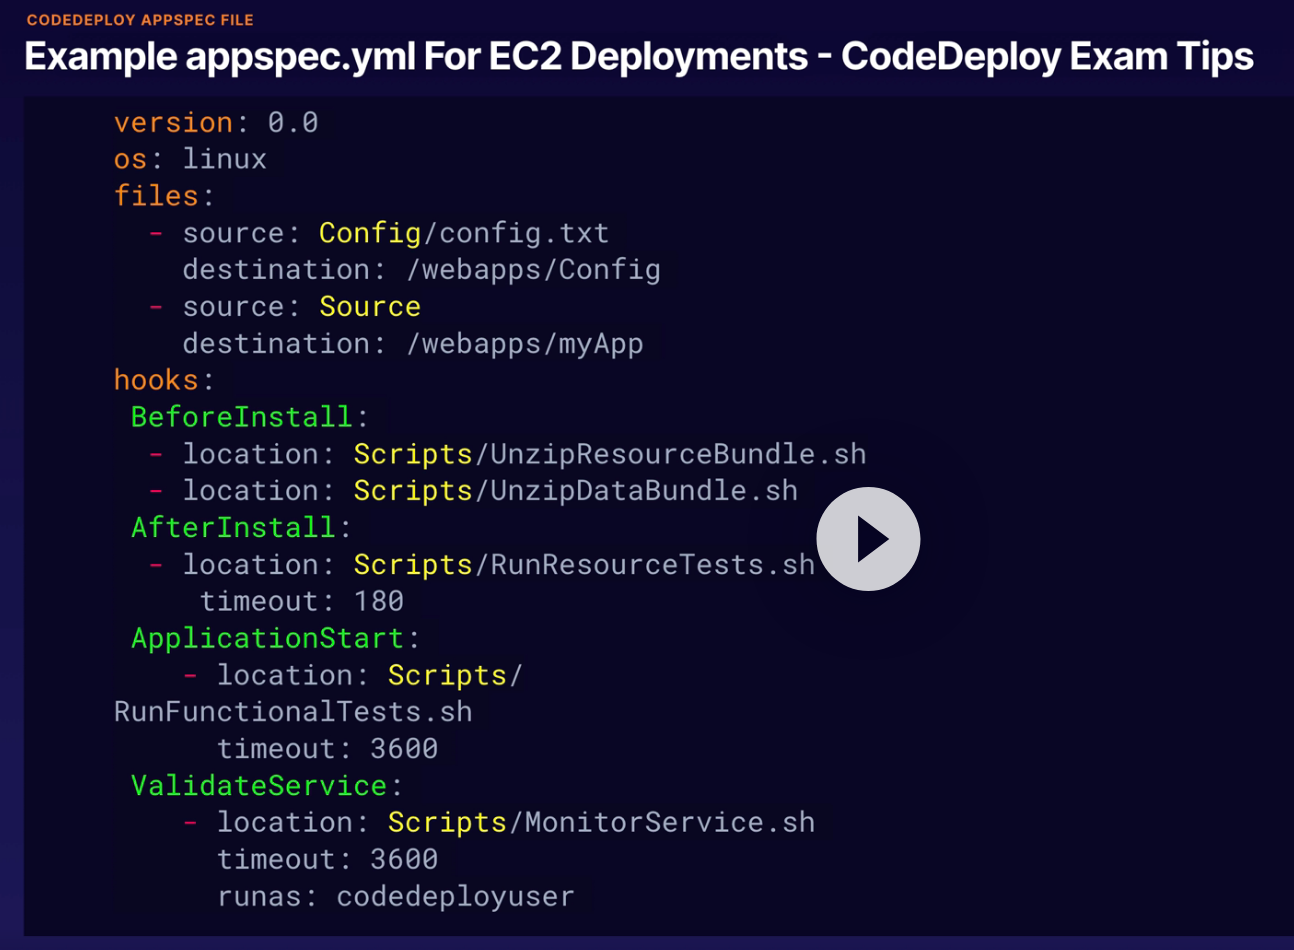 CODEDEPLOY APPSPEC FILE
Example appspec.yml For EC2 Deployments - CodeDeploy Exam Tips
version: 0.0
os: linux
files:
  - source: Config/config.txt
    destination: /webapps/Config
  - source: Source
    destination: /webapps/myApp
hooks:
 BeforeInstall:
  - location: Scripts/UnzipResourceBundle.sh
  - location: Scripts/UnzipDataBundle.sh
 AfterInstall:
  - location: Scripts/RunResourceTests.sh
     timeout: 180
 ApplicationStart:
    - location: Scripts/
RunFunctionalTests.sh
      timeout: 3600
 ValidateService:
    - location: Scripts/MonitorService.sh
      timeout: 3600
      runas: codedeployuser